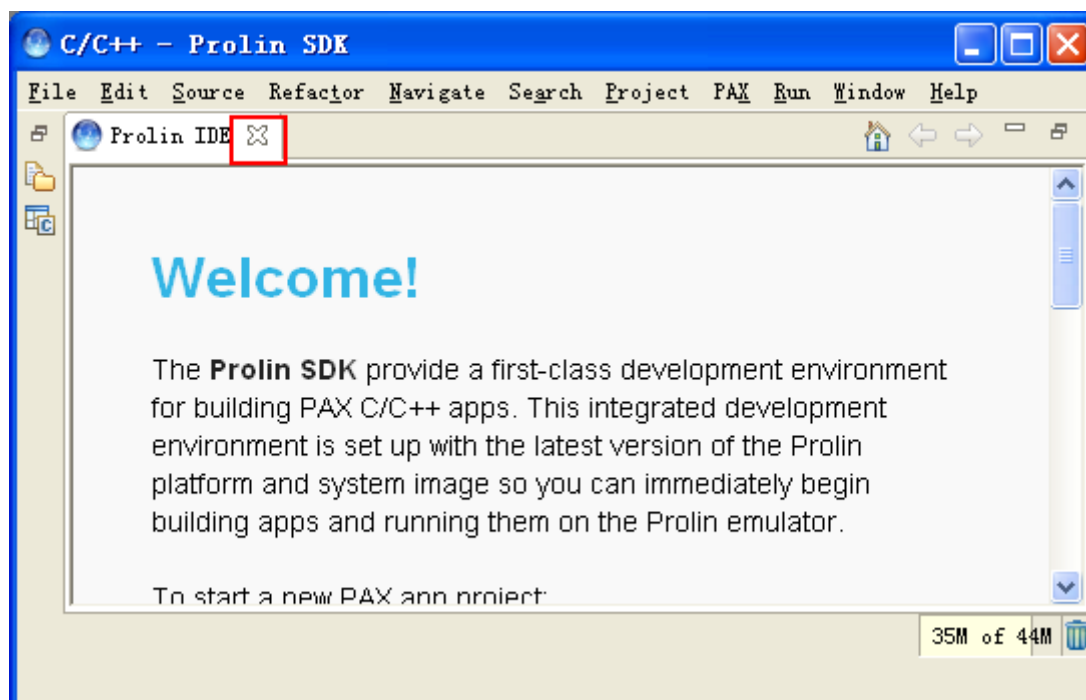 C/C++ - Prolin SDK
File Edit Source Refactor Navigate Search Project PAX Run Window Help
Prolin IDE
Welcome!
The Prolin SDK provide a first-class development environment
for building PAX C/C++ apps. This integrated development
environment is set up with the latest version of the Prolin
platform and system image so you can immediately begin
building apps and running them on the Prolin emulator.
To start a new PAX app project:
35M of 44M